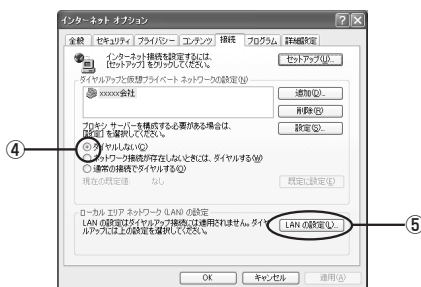 インターネット オプション
全般 セキュリティ プライバシー コンテンツ 接続 プログラム 詳細設定
インターネット接続を設定するには、
[セットアップ] をクリックしてください。
セットアップ(U)...
ダイヤルアップと仮想プライベート ネットワークの設定(N)
xxxxx会社
追加(D)...
削除(R)
プロキシ サーバーを構成する必要がある場合は、
[設定] を選択してください。
設定(S)...
④
ダイヤルしない(C)
ネットワーク接続が存在しないときには、ダイヤルする(W)
通常の接続でダイヤルする(O)
現在の既定値: なし
既定に設定(E)
ローカル エリア ネットワーク (LAN) の設定
LAN の設定はダイヤルアップ接続には適用されません。ダイヤ
ルアップには上の設定を選択してください。
LAN の設定(L)...
⑤
OK キャンセル 適用(A)